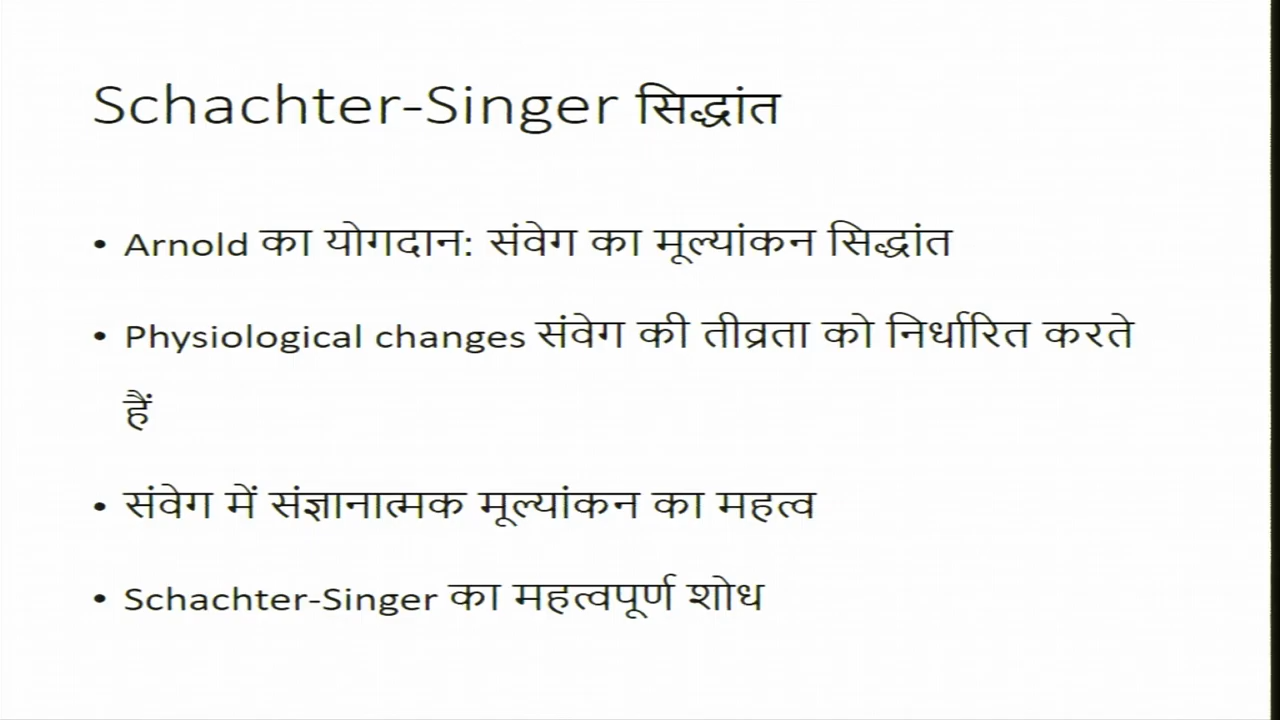 Schachter-Singer सिद्धांत
• Arnold का योगदान: संवेग का मूल्यांकन सिद्धांत
• Physiological changes संवेग की तीव्रता को निर्धारित करते
हैं
• संवेग में संज्ञानात्मक मूल्यांकन का महत्व
• Schachter-Singer का महत्वपूर्ण शोध